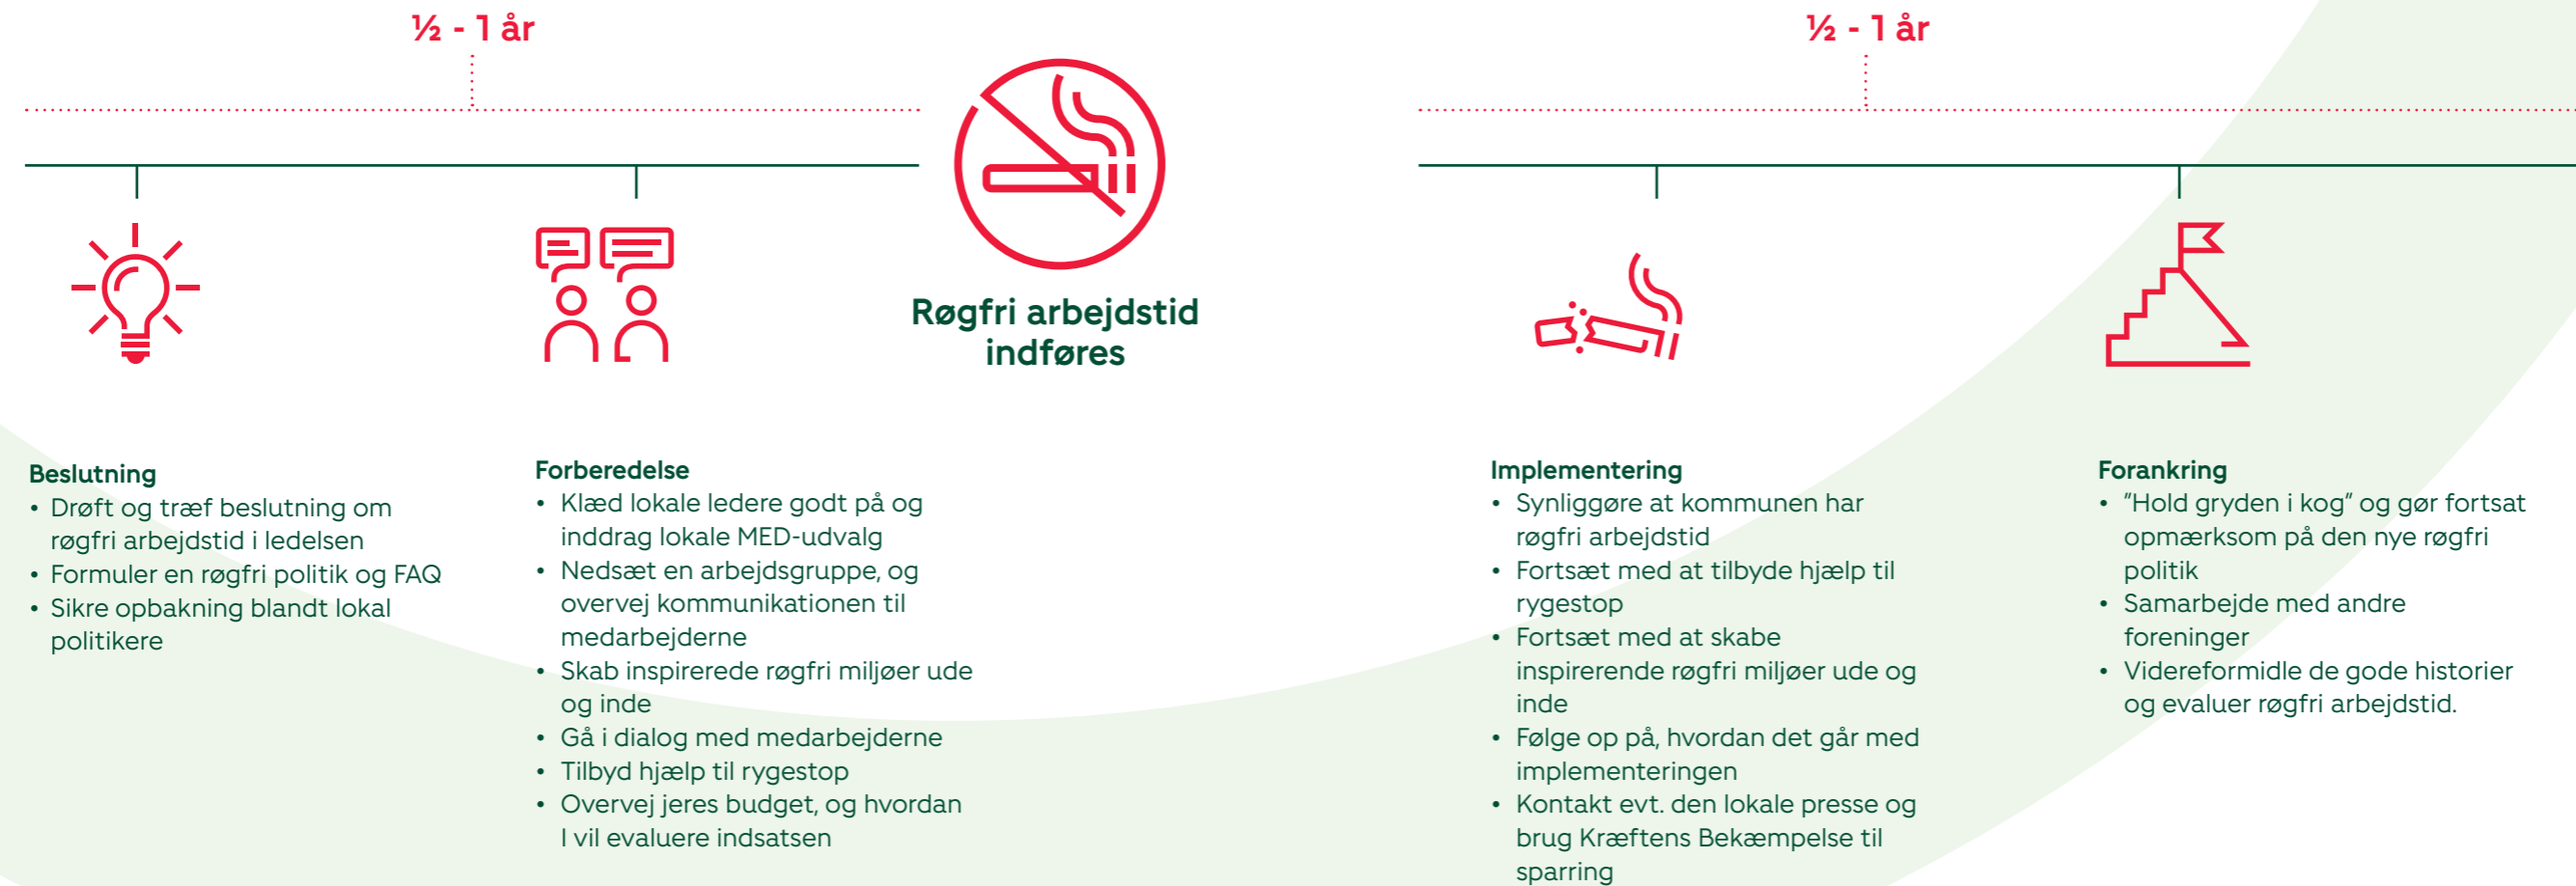 ½ - 1 år
½ - 1 år
Røgfri arbejdstid
indføres
Beslutning
• Drøft og træf beslutning om
røgfri arbejdstid i ledelsen
• Formuler en røgfri politik og FAQ
• Sikre opbakning blandt lokal
politikere
Forberedelse
• Klæd lokale ledere godt på og
inddrag lokale MED-udvalg
• Nedsæt en arbejdsgruppe, og
overvej kommunikationen til
medarbejderne
• Skab inspirerede røgfri miljøer ude
og inde
• Gå i dialog med medarbejderne
• Tilbyd hjælp til rygestop
• Overvej jeres budget, og hvordan
I vil evaluere indsatsen
Implementering
• Synliggøre at kommunen har
røgfri arbejdstid
• Fortsæt med at tilbyde hjælp til
rygestop
• Fortsæt med at skabe
inspirerende røgfri miljøer ude og
inde
• Følge op på, hvordan det går med
implementeringen
• Kontakt evt. den lokale presse og
brug Kræftens Bekæmpelse til
sparring
Forankring
• "Hold gryden i kog" og gør fortsat
opmærksom på den nye røgfri
politik
• Samarbejde med andre
foreninger
• Videreformidle de gode historier
og evaluer røgfri arbejdstid.